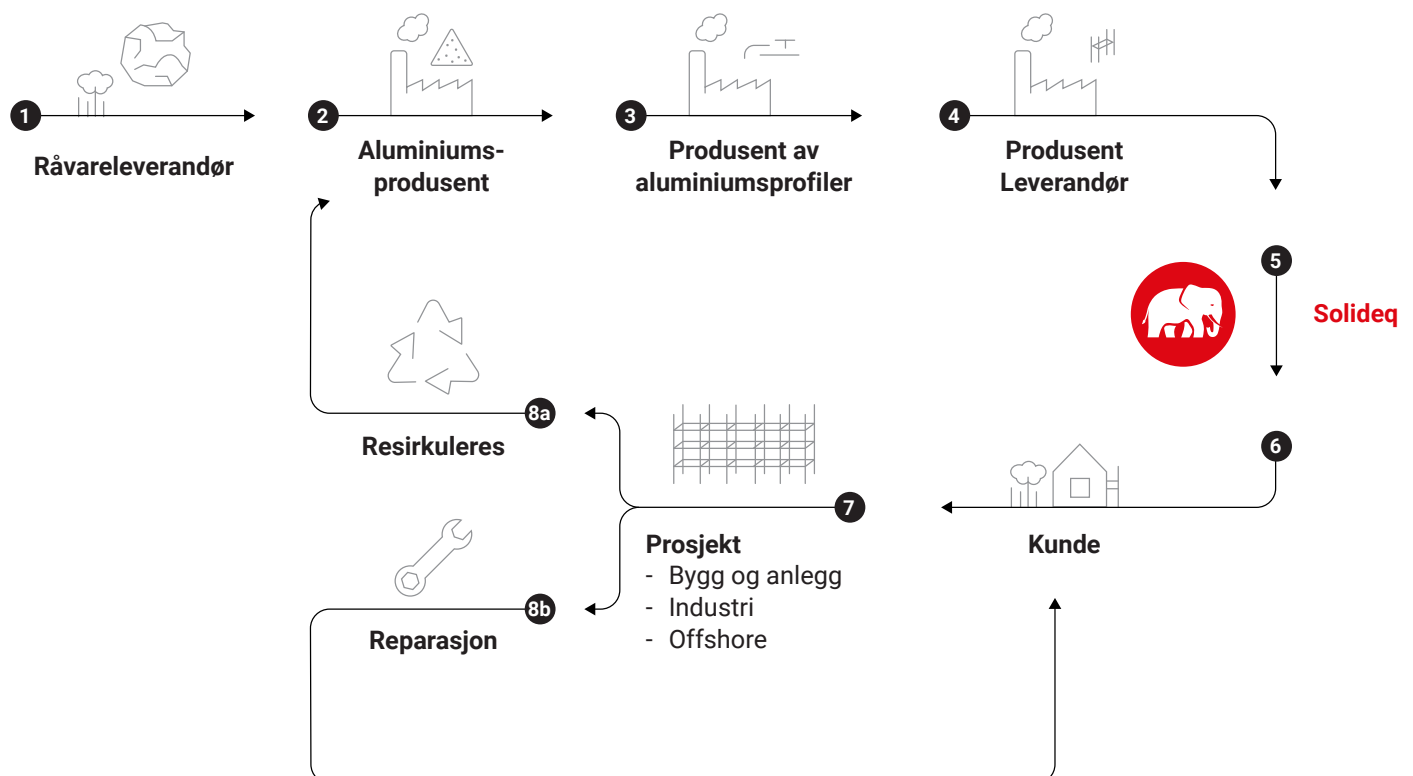 1
Råvareleverandør
2
Aluminiums-
produsent
3
Produsent av
aluminiumsprofiler
4
Produsent
Leverandør
5
Solideq
6
Kunde
7
Prosjekt
- Bygg og anlegg
- Industri
- Offshore
8a
Resirkuleres
8b
Reparasjon